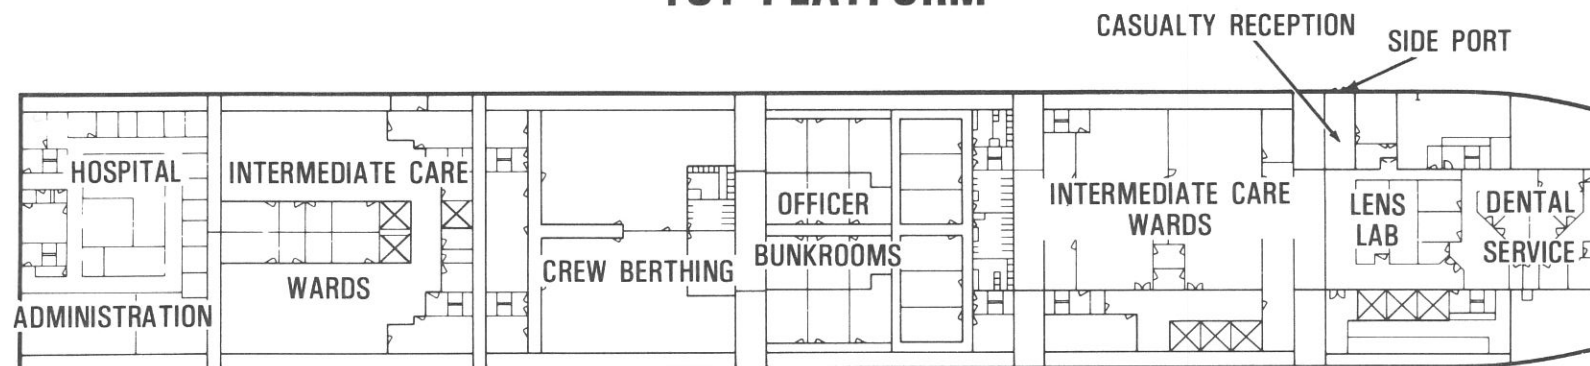 CASUALTY RECEPTION
SIDE PORT
HOSPITAL
ADMINISTRATION
INTERMEDIATE CARE
WARDS
CREW BERTHING
OFFICER
BUNKROOMS
INTERMEDIATE CARE
WARDS
LENS
LAB
DENTAL
SERVICE